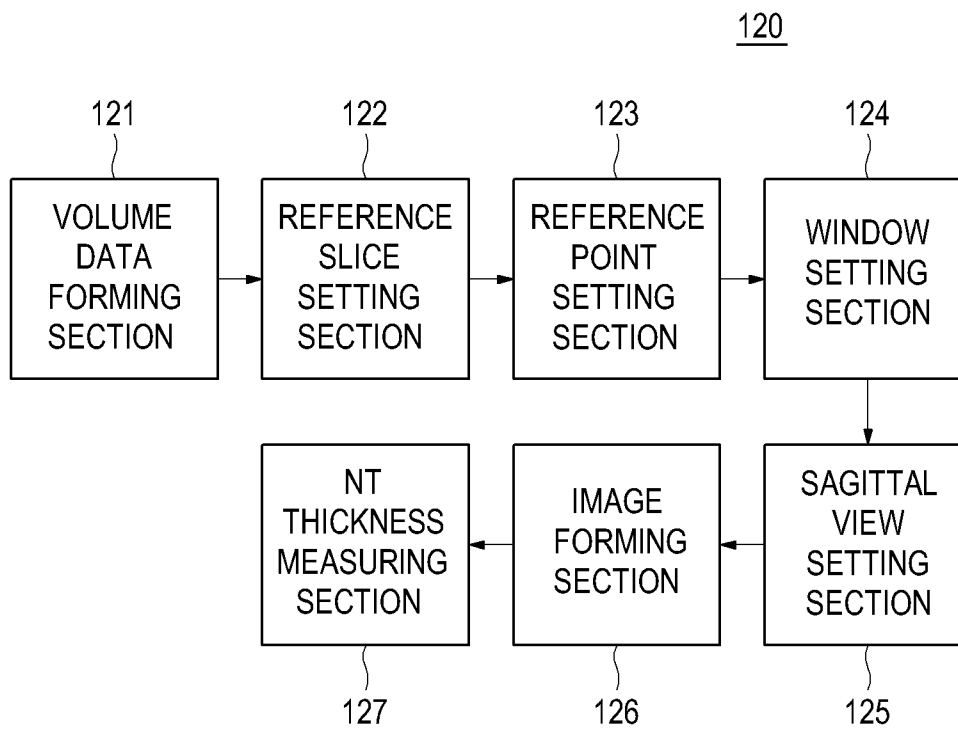 120
121
122
123
124
VOLUME
DATA
FORMING
SECTION
REFERENCE
SLICE
SETTING
SECTION
REFERENCE
POINT
SETTING
SECTION
WINDOW
SETTING
SECTION
NT
THICKNESS
MEASURING
SECTION
IMAGE
FORMING
SECTION
SAGITTAL
VIEW
SETTING
SECTION
127
126
125